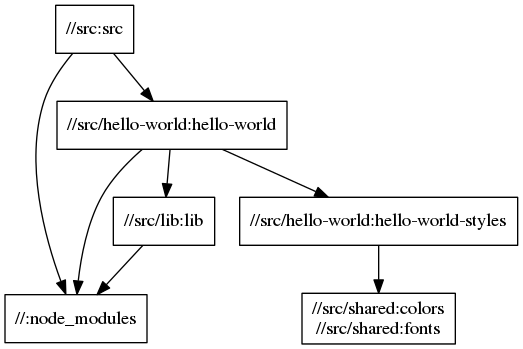 //src:src
//src/hello-world:hello-world
//src/lib:lib
//src/hello-world:hello-world-styles
//:node_modules
//src/shared:colors
//src/shared:fonts